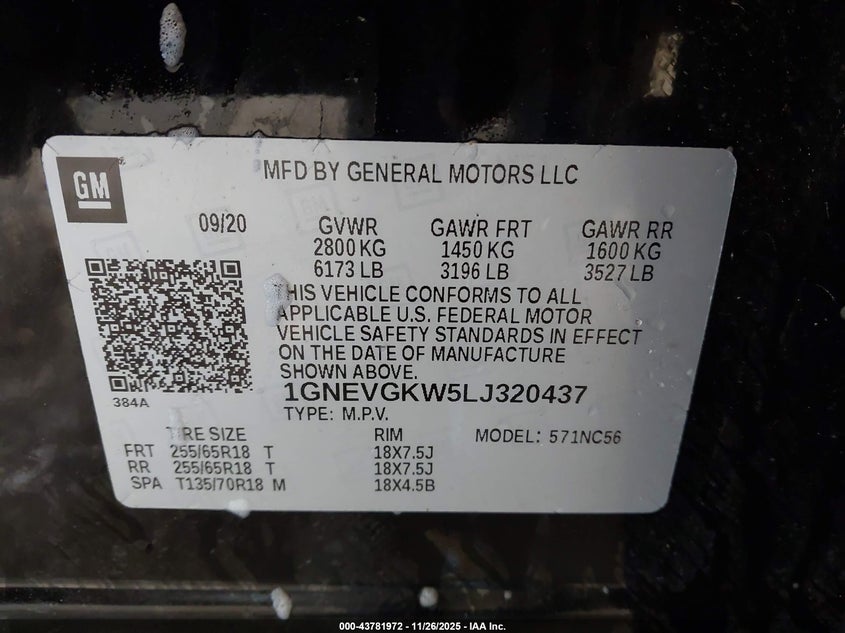 GM
MFD BY GENERAL MOTORS LLC
09/20 GVWR GAWR FRT GAWR RR
2800 KG 1450 KG 1600 KG
6173 LB 3196 LB 3527 LB
THIS VEHICLE CONFORMS TO ALL
APPLICABLE U.S. FEDERAL MOTOR
VEHICLE SAFETY STANDARDS IN EFFECT
ON THE DATE OF MANUFACTURE
SHOWN ABOVE.
384A
1GNEVGKW5LJ320437
TYPE: M.P.V.
TIRE SIZE RIM MODEL: 571NC56
FRT 255/65R18 T 18X7.5J
RR 255/65R18 T 18X7.5J
SPA T135/70R18 M 18X4.5B
000-43781972 - 11/26/2025 - IAA Inc.